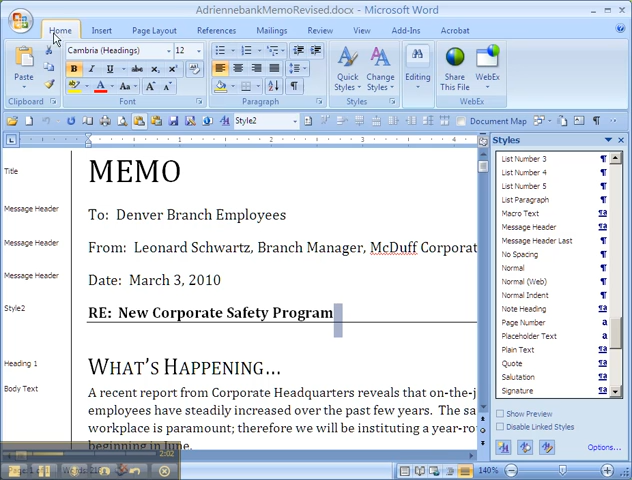 AdriennebankMemoRevised.docx - Microsoft Word
Home Insert Page Layout References Mailings Review View Add-Ins Acrobat
Cambria (Headings) 12
Paste
Quick Styles Change Styles Editing Share This File WebEx
Clipboard Font Paragraph Styles WebEx
Style2 Document Map
Styles
Title
MEMO
Message Header
To: Denver Branch Employees
Message Header
From: Leonard Schwartz, Branch Manager, McDuff Corporat
Message Header
Date: March 3, 2010
Style2
RE: New Corporate Safety Program
Heading 1
WHAT'S HAPPENING...
Body Text
A recent report from Corporate Headquarters reveals that on-the-j
employees have steadily increased over the past few years. The sa
workplace is paramount; therefore we will be instituting a year-ro
beginning in June.
List Number 3
List Number 4
List Number 5
List Paragraph
Macro Text
Message Header
Message Header Last
No Spacing
Normal
Normal (Web)
Normal Indent
Note Heading
Page Number
Placeholder Text
Plain Text
Quote
Salutation
Signature
Show Preview
Disable Linked Styles
Options...
2:02
140%